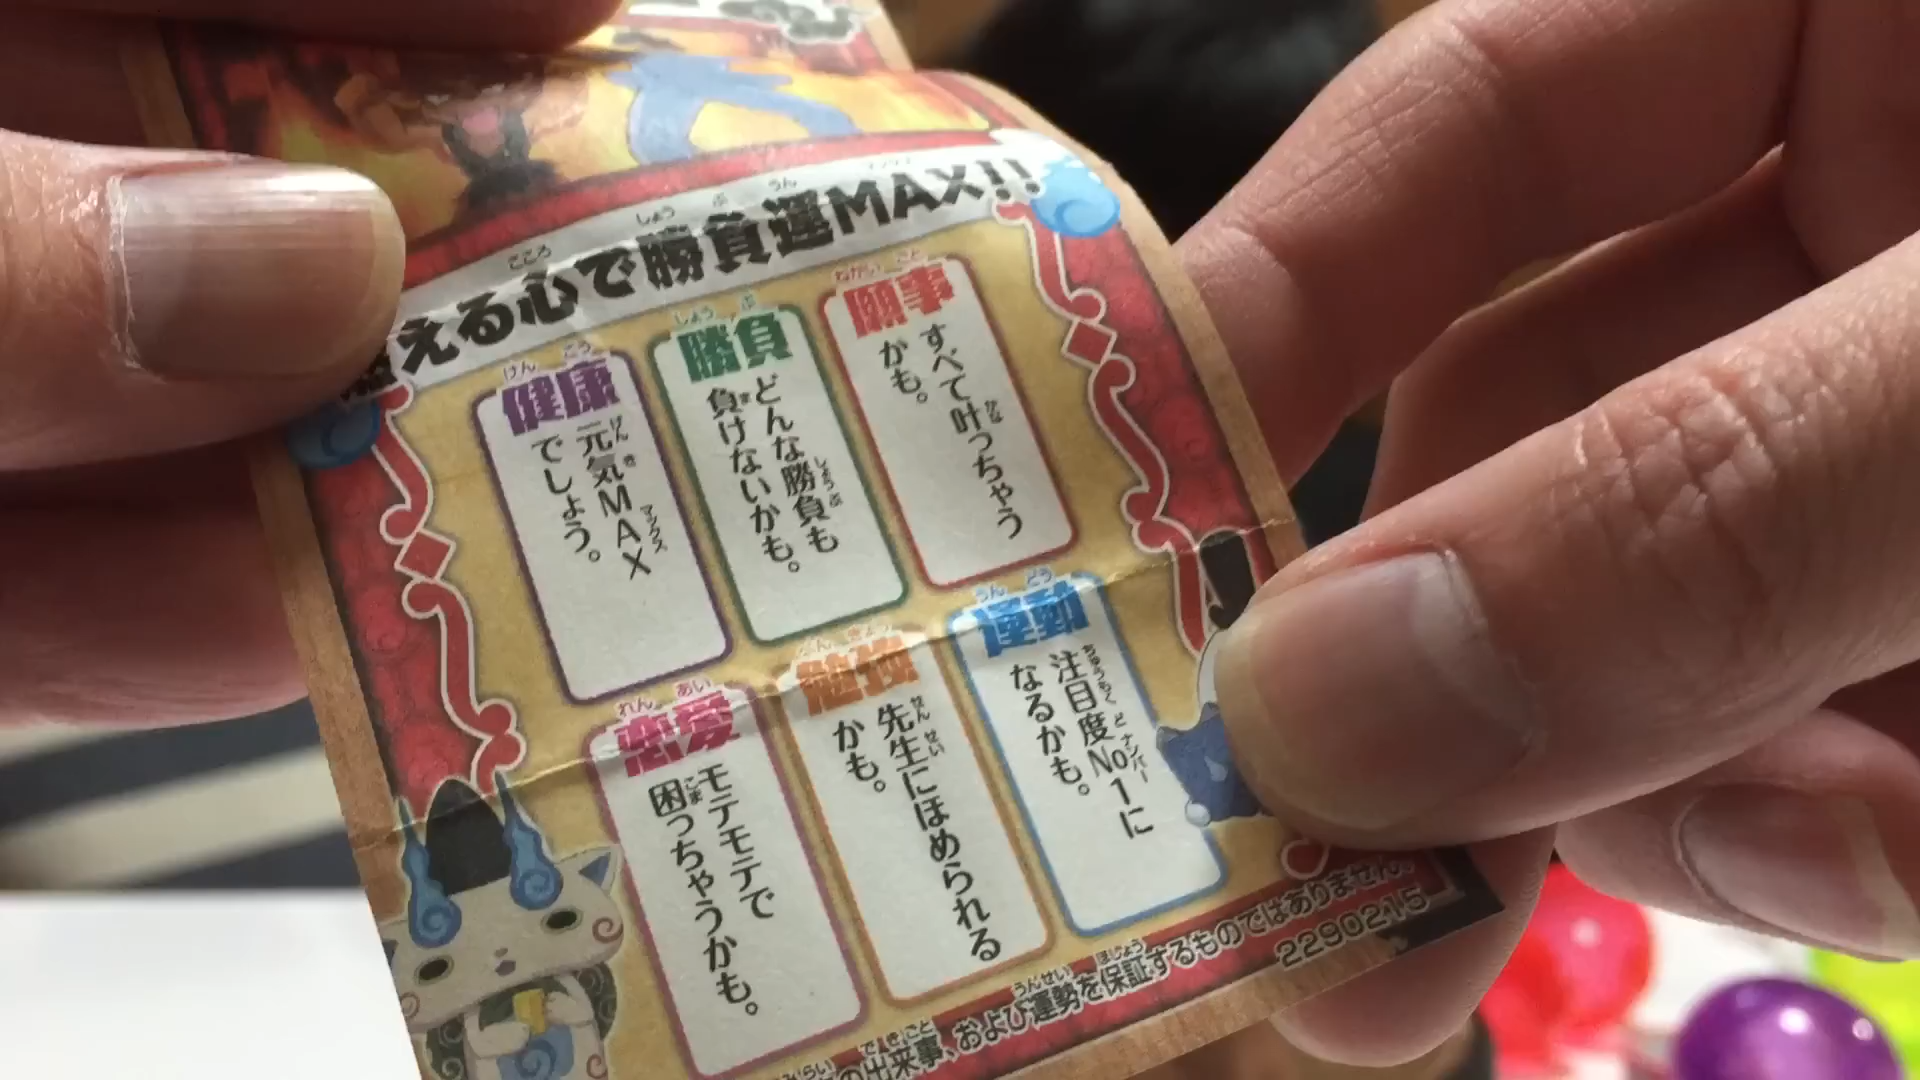 える心で勝負運MAX!!
願事
すべて叶っちゃう
かも。
勝負
どんな勝負も
負けないかも。
健康
元気MAX
でしょう。
運動
注目度No1に
なるかも。
勉強
先生にほめられる
かも。
恋愛
モテモテで
困っちゃうかも。
の出来事、および運勢を保証するものではありません。
2290215